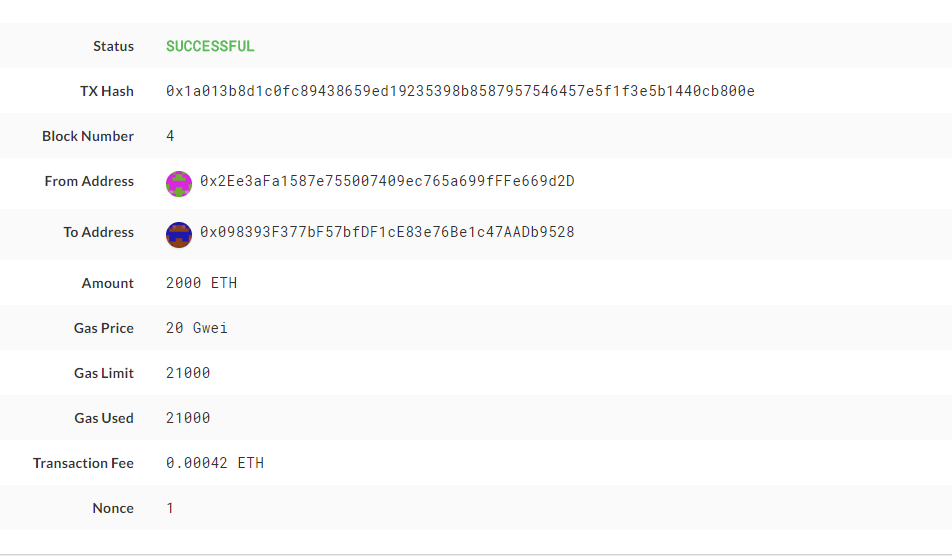 Status SUCCESSFUL
TX Hash 0x1a013b8d1c0fc89438659ed19235398b8587957546457e5f1f3e5b1440cb800e
Block Number 4
From Address 0x2Ee3aFa1587e755007409ec765a699fFFe669d2D
To Address 0x098393F377bF57bfDF1cE83e76Be1c47AADb9528
Amount 2000 ETH
Gas Price 20 Gwei
Gas Limit 21000
Gas Used 21000
Transaction Fee 0.00042 ETH
Nonce 1